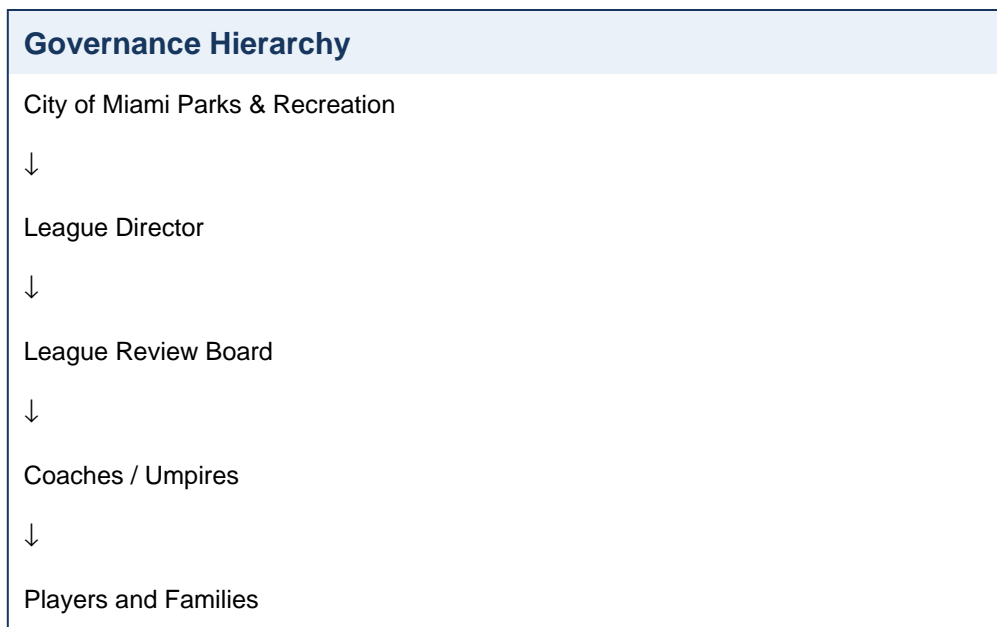 Governance Hierarchy
City of Miami Parks & Recreation
↓
League Director
↓
League Review Board
↓
Coaches / Umpires
↓
Players and Families